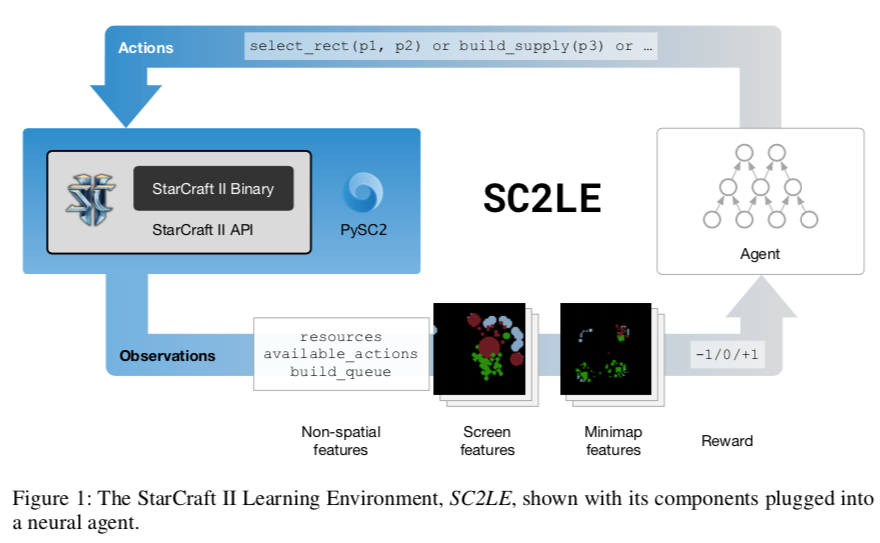 Actions
select_rect(p1, p2) or build_supply(p3) or …
StarCraft II Binary
StarCraft II API
PySC2
SC2LE
Agent
Observations
resources
available_actions
build_queue
-1/0/+1
Non-spatial
features
Screen
features
Minimap
features
Reward
Figure 1: The StarCraft II Learning Environment, SC2LE, shown with its components plugged into
a neural agent.